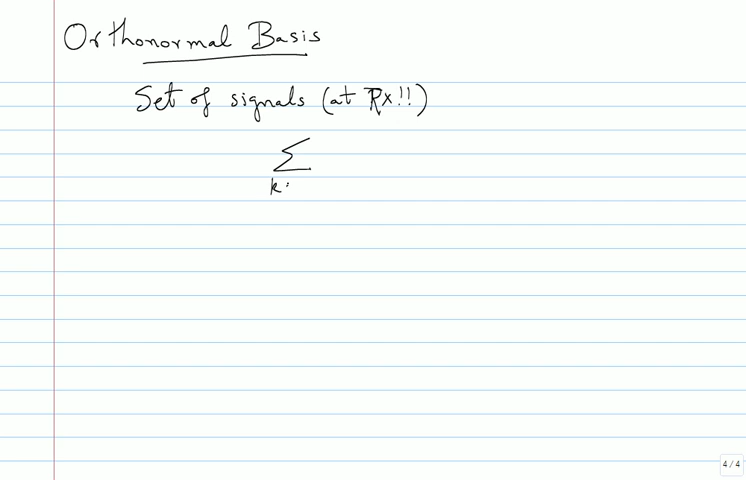 Orthonormal Basis
Set of signals (at Rx!!)
∑
k:
4 / 4